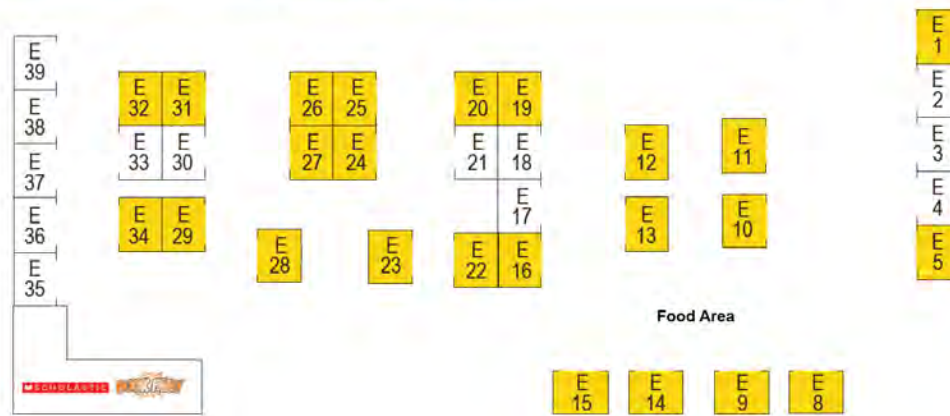 E
1
E
39
E
2
E
38
E
32
E
31
E
26
E
25
E
20
E
19
E
3
E
12
E
11
E
37
E
33
E
30
E
27
E
24
E
21
E
18
E
4
E
36
E
34
E
29
E
17
E
13
E
10
E
5
E
35
E
28
E
23
E
22
E
16
Food Area
SCHOLASTIC
E
15
E
14
E
9
E
8